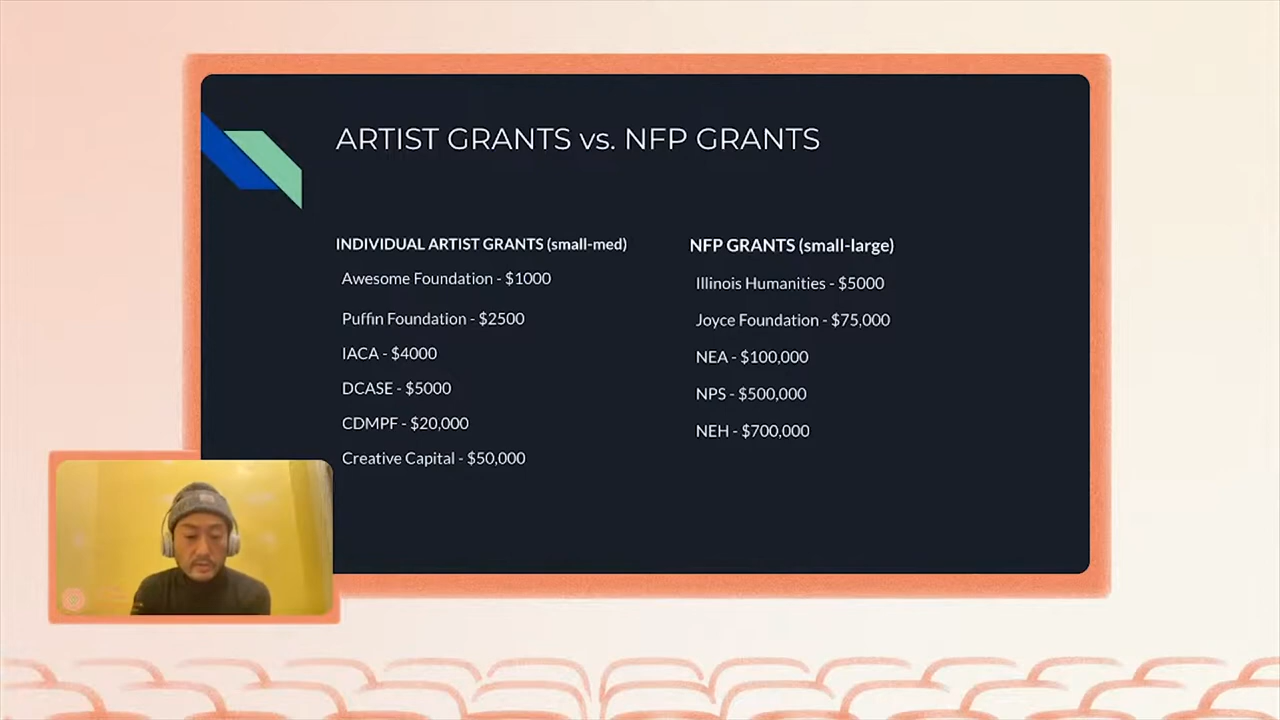 ARTIST GRANTS vs. NFP GRANTS
INDIVIDUAL ARTIST GRANTS (small-med)
Awesome Foundation - $1000
Puffin Foundation - $2500
IACA - $4000
DCASE - $5000
CDMPF - $20,000
Creative Capital - $50,000
NFP GRANTS (small-large)
Illinois Humanities - $5000
Joyce Foundation - $75,000
NEA - $100,000
NPS - $500,000
NEH - $700,000